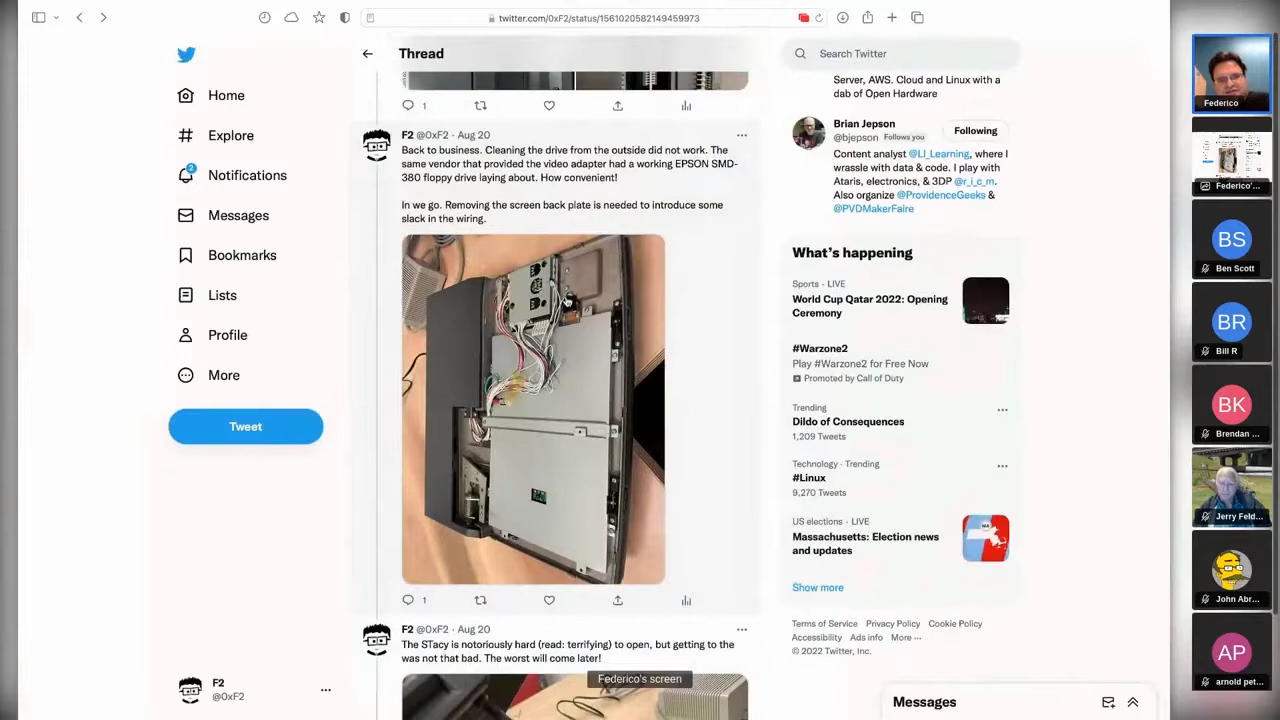 twitter.com/0xF2/status/1561020582149459973
Home
Explore
2
Notifications
Messages
Bookmarks
Lists
Profile
More
Tweet
F2
@0xF2
Thread
1
F2 @0xF2 · Aug 20
Back to business. Cleaning the drive from the outside did not work. The
same vendor that provided the video adapter had a working EPSON SMD-
380 floppy drive laying about. How convenient!
In we go. Removing the screen back plate is needed to introduce some
slack in the wiring.
1
F2 @0xF2 · Aug 20
The STacy is notoriously hard (read: terrifying) to open, but getting to the
was not that bad. The worst will come later!
Federico's screen
Search Twitter
Server, AWS. Cloud and Linux with a
dab of Open Hardware
Brian Jepson
@bjepson Follows you
Following
Content analyst @LI_Learning, where I
wrassle with data & code. I play with
Ataris, electronics, & 3DP @r_i_c_m.
Also organize @ProvidenceGeeks &
@PVDMakerFaire
What's happening
Sports · LIVE
World Cup Qatar 2022: Opening
Ceremony
#Warzone2
Play #Warzone2 for Free Now
Promoted by Call of Duty
Trending
Dildo of Consequences
1,209 Tweets
Technology · Trending
#Linux
9,270 Tweets
US elections · LIVE
Massachusetts: Election news
and updates
Show more
Terms of Service Privacy Policy Cookie Policy
Accessibility Ads info More ···
© 2022 Twitter, Inc.
Messages
Federico
Federico'...
BS
Ben Scott
BR
Bill R
BK
Brendan ...
Jerry Feld...
John Abr...
AP
arnold pet...